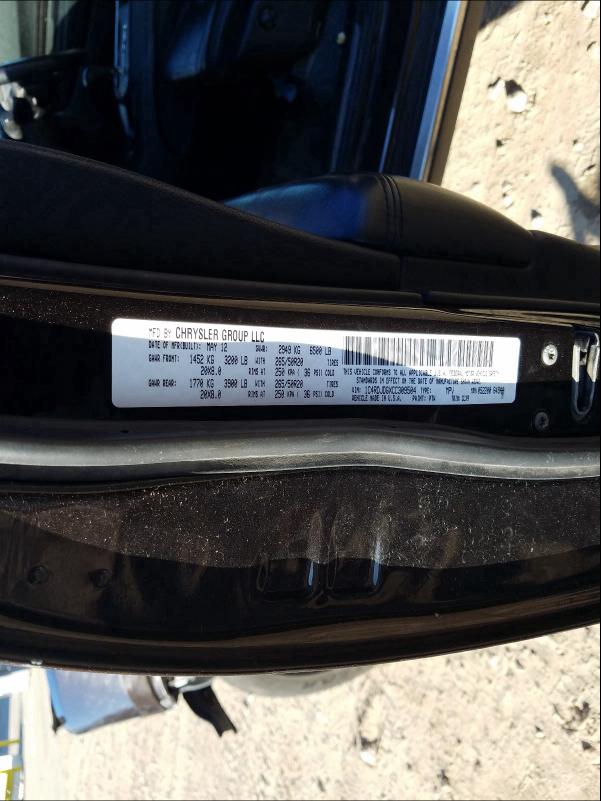 MFD BY CHRYSLER GROUP LLC
DATE OF MFR(BUILT): MAY 12 GVWR: 2949 KG 6500 LB
GAWR FRONT: 1452 KG 3200 LB WITH 265/50R20 TIRES
20X8.0 RIMS AT 250 KPA ( 36 PSI) COLD
GAWR REAR: 1770 KG 3900 LB WITH 265/50R20 TIRES
20X8.0 RIMS AT 250 KPA ( 36 PSI) COLD
THIS VEHICLE CONFORMS TO ALL APPLICABLE U.S.A. FEDERAL MOTOR VEHICLE SAFETY
STANDARDS IN EFFECT ON THE DATE OF MANUFACTURE SHOWN ABOVE.
VIN: 1C4RDJDGXCC309504 TYPE: MPV MDH:
VEHICLE MADE IN U.S.A. PAINT: